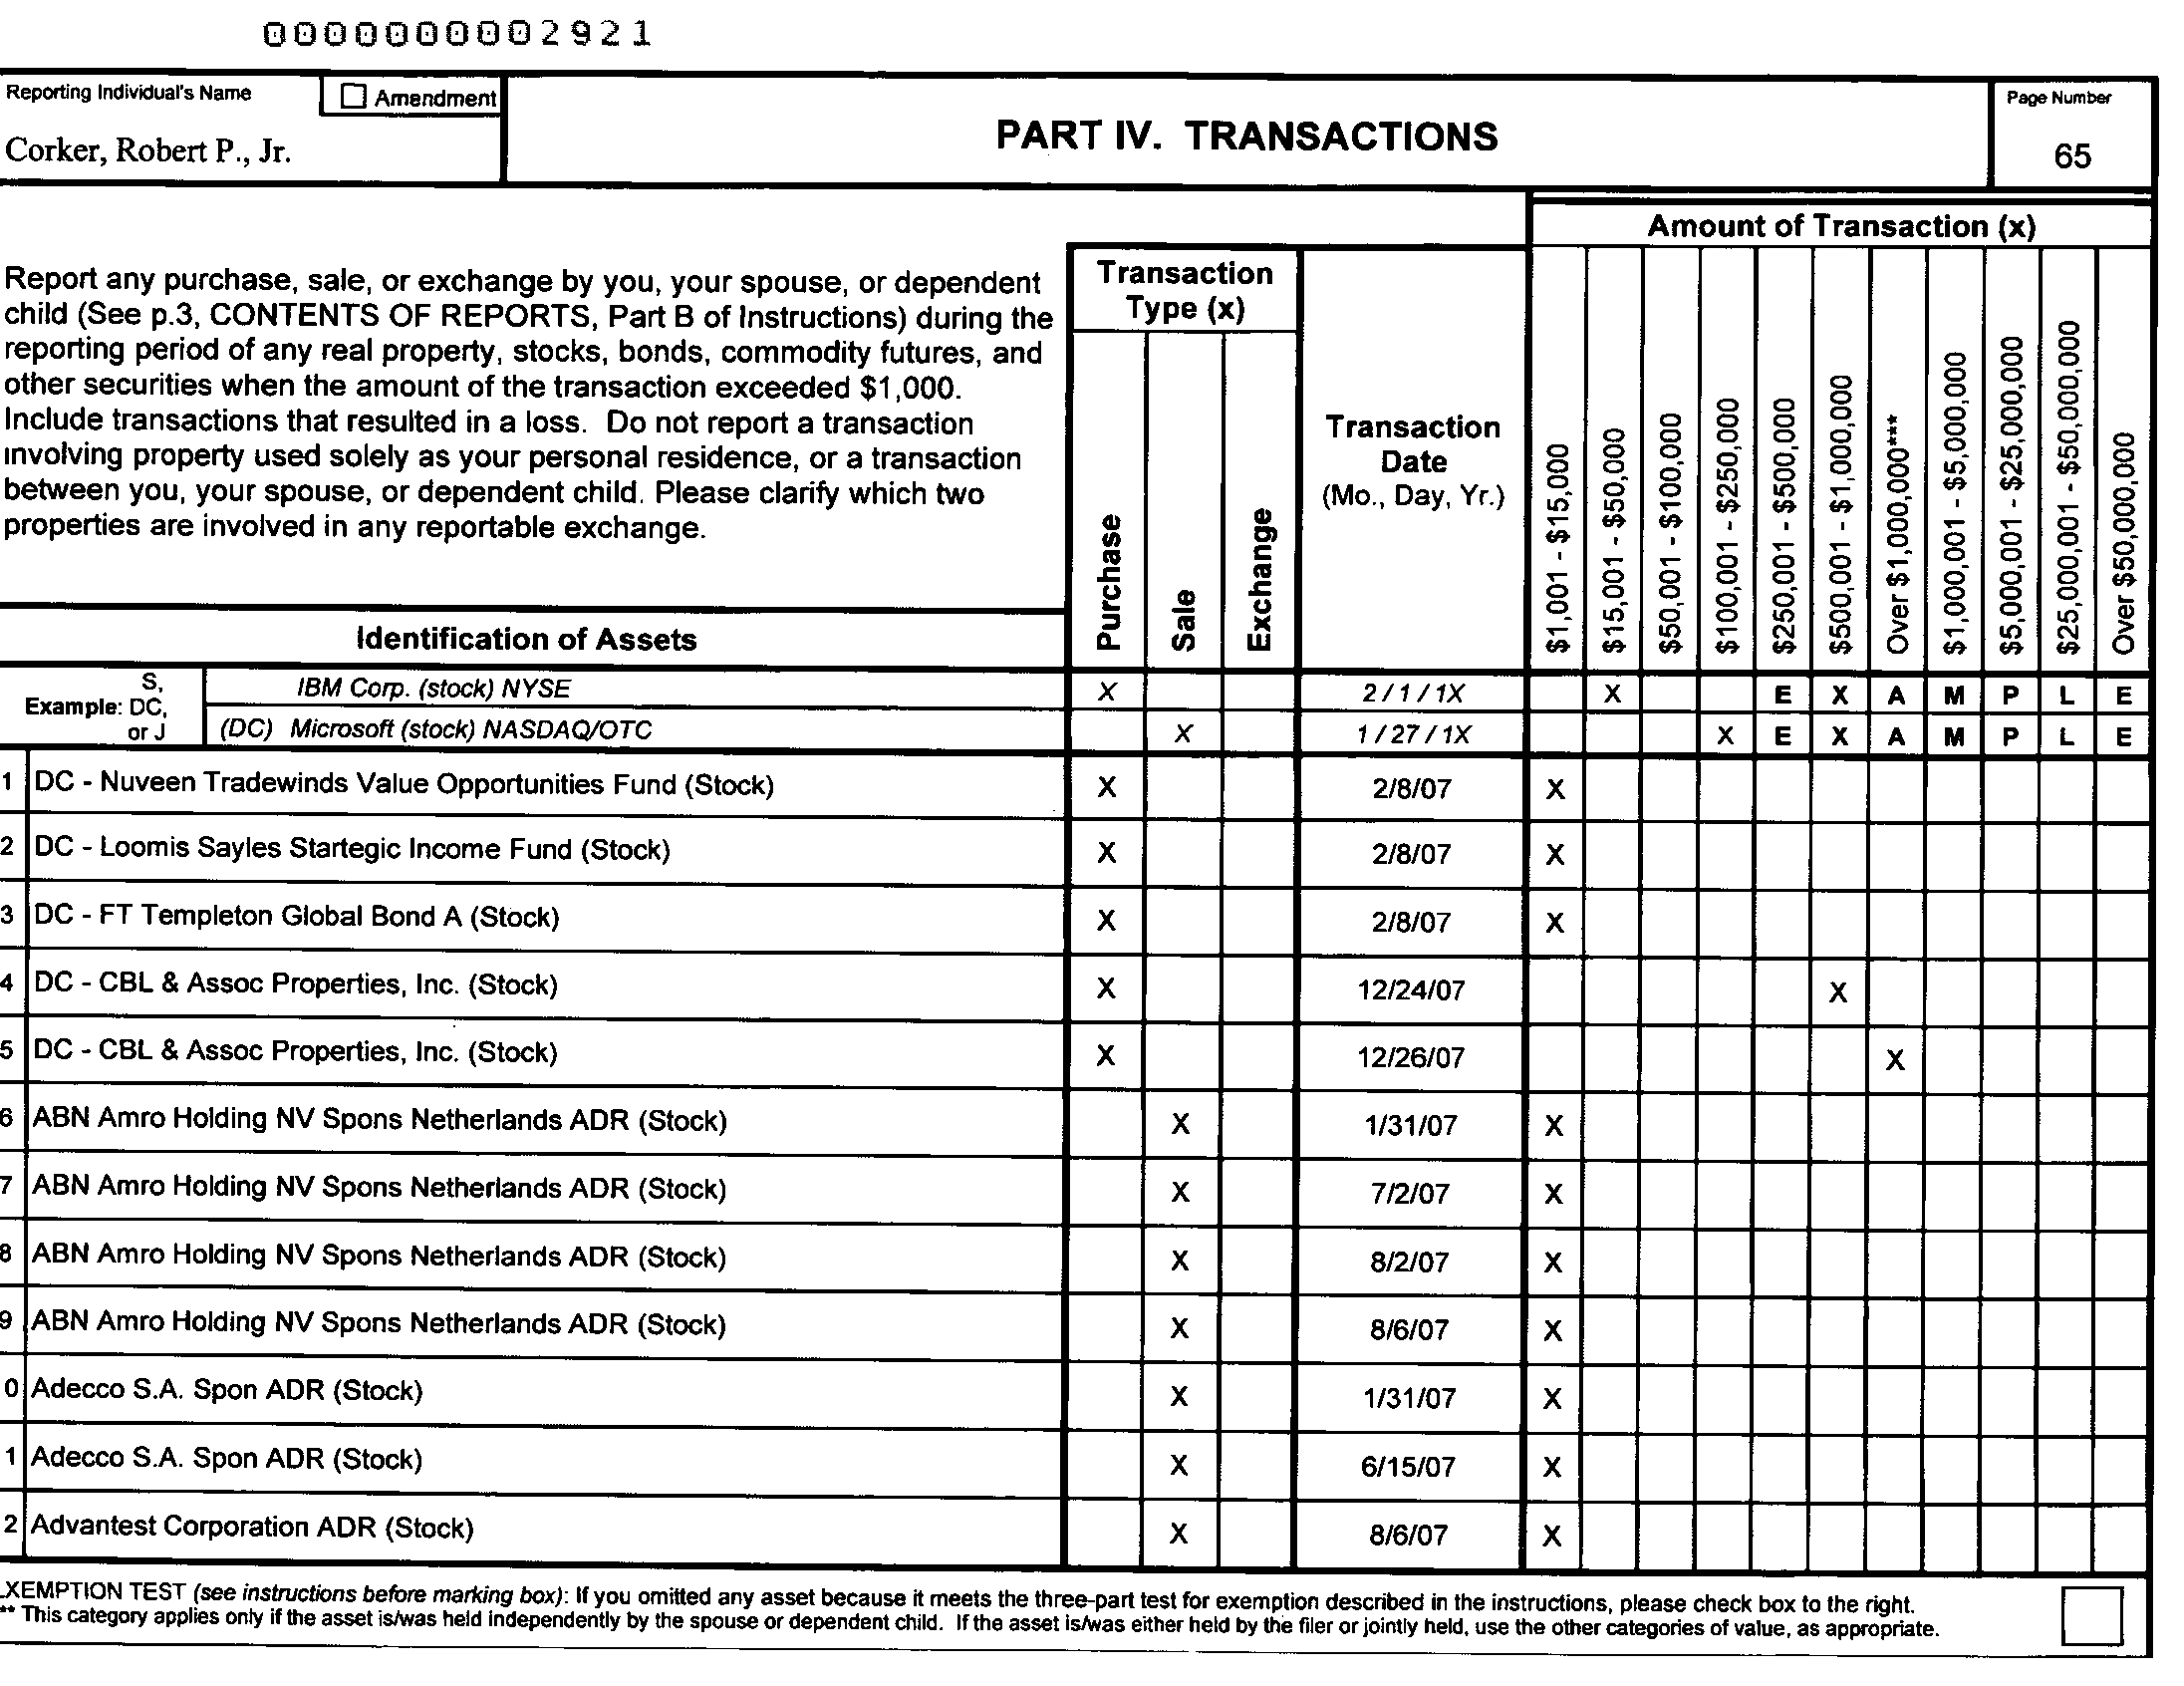 0000000002921
Reporting Individual's Name
Amendment
Corker, Robert P., Jr.
PART IV. TRANSACTIONS
Page Number
65
Amount of Transaction (x)
Report any purchase, sale, or exchange by you, your spouse, or dependent
child (See p.3, CONTENTS OF REPORTS, Part B of Instructions) during the
reporting period of any real property, stocks, bonds, commodity futures, and
other securities when the amount of the transaction exceeded $1,000.
Include transactions that resulted in a loss. Do not report a transaction
involving property used solely as your personal residence, or a transaction
between you, your spouse, or dependent child. Please clarify which two
properties are involved in any reportable exchange.
Transaction
Type (x)
Purchase
Sale
Exchange
Transaction
Date
(Mo., Day, Yr.)
$1,001 - $15,000
$15,001 - $50,000
$50,001 - $100,000
$100,001 - $250,000
$250,001 - $500,000
$500,001 - $1,000,000
Over $1,000,000***
$1,000,001 - $5,000,000
$5,000,001 - $25,000,000
$25,000,001 - $50,000,000
Over $50,000,000
Identification of Assets
Example: S, DC, or J
IBM Corp. (stock) NYSE X 2 / 1 / 1X X E X A M P L E
(DC) Microsoft (stock) NASDAQ/OTC X 1 / 27 / 1X X E X A M P L E
1 DC - Nuveen Tradewinds Value Opportunities Fund (Stock) X 2/8/07 X
2 DC - Loomis Sayles Startegic Income Fund (Stock) X 2/8/07 X
3 DC - FT Templeton Global Bond A (Stock) X 2/8/07 X
4 DC - CBL & Assoc Properties, Inc. (Stock) X 12/24/07 X
5 DC - CBL & Assoc Properties, Inc. (Stock) X 12/26/07 X
6 ABN Amro Holding NV Spons Netherlands ADR (Stock) X 1/31/07 X
7 ABN Amro Holding NV Spons Netherlands ADR (Stock) X 7/2/07 X
8 ABN Amro Holding NV Spons Netherlands ADR (Stock) X 8/2/07 X
9 ABN Amro Holding NV Spons Netherlands ADR (Stock) X 8/6/07 X
0 Adecco S.A. Spon ADR (Stock) X 1/31/07 X
1 Adecco S.A. Spon ADR (Stock) X 6/15/07 X
2 Advantest Corporation ADR (Stock) X 8/6/07 X
XEMPTION TEST (see instructions before marking box): If you omitted any asset because it meets the three-part test for exemption described in the instructions, please check box to the right.
** This category applies only if the asset is/was held independently by the spouse or dependent child. If the asset is/was either held by the filer or jointly held, use the other categories of value, as appropriate.